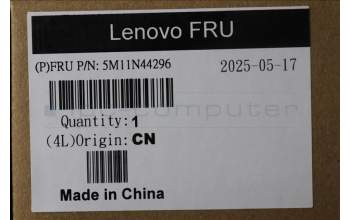 Lenovo FRU
(P)FRU P/N: 5M11N44296
2025-05-17
Quantity:1
(4L)Origin:CN
Made in China